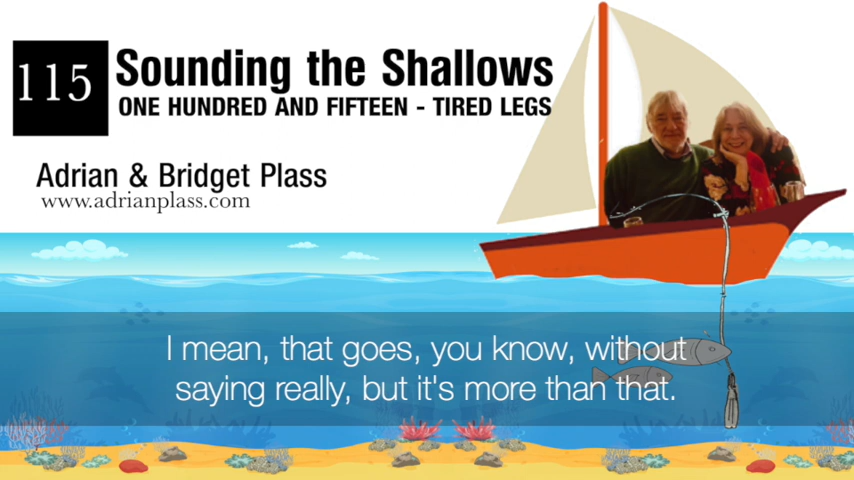 115
Sounding the Shallows
ONE HUNDRED AND FIFTEEN - TIRED LEGS
Adrian & Bridget Plass
www.adrianplass.com
I mean, that goes, you know, without
saying really, but it's more than that.